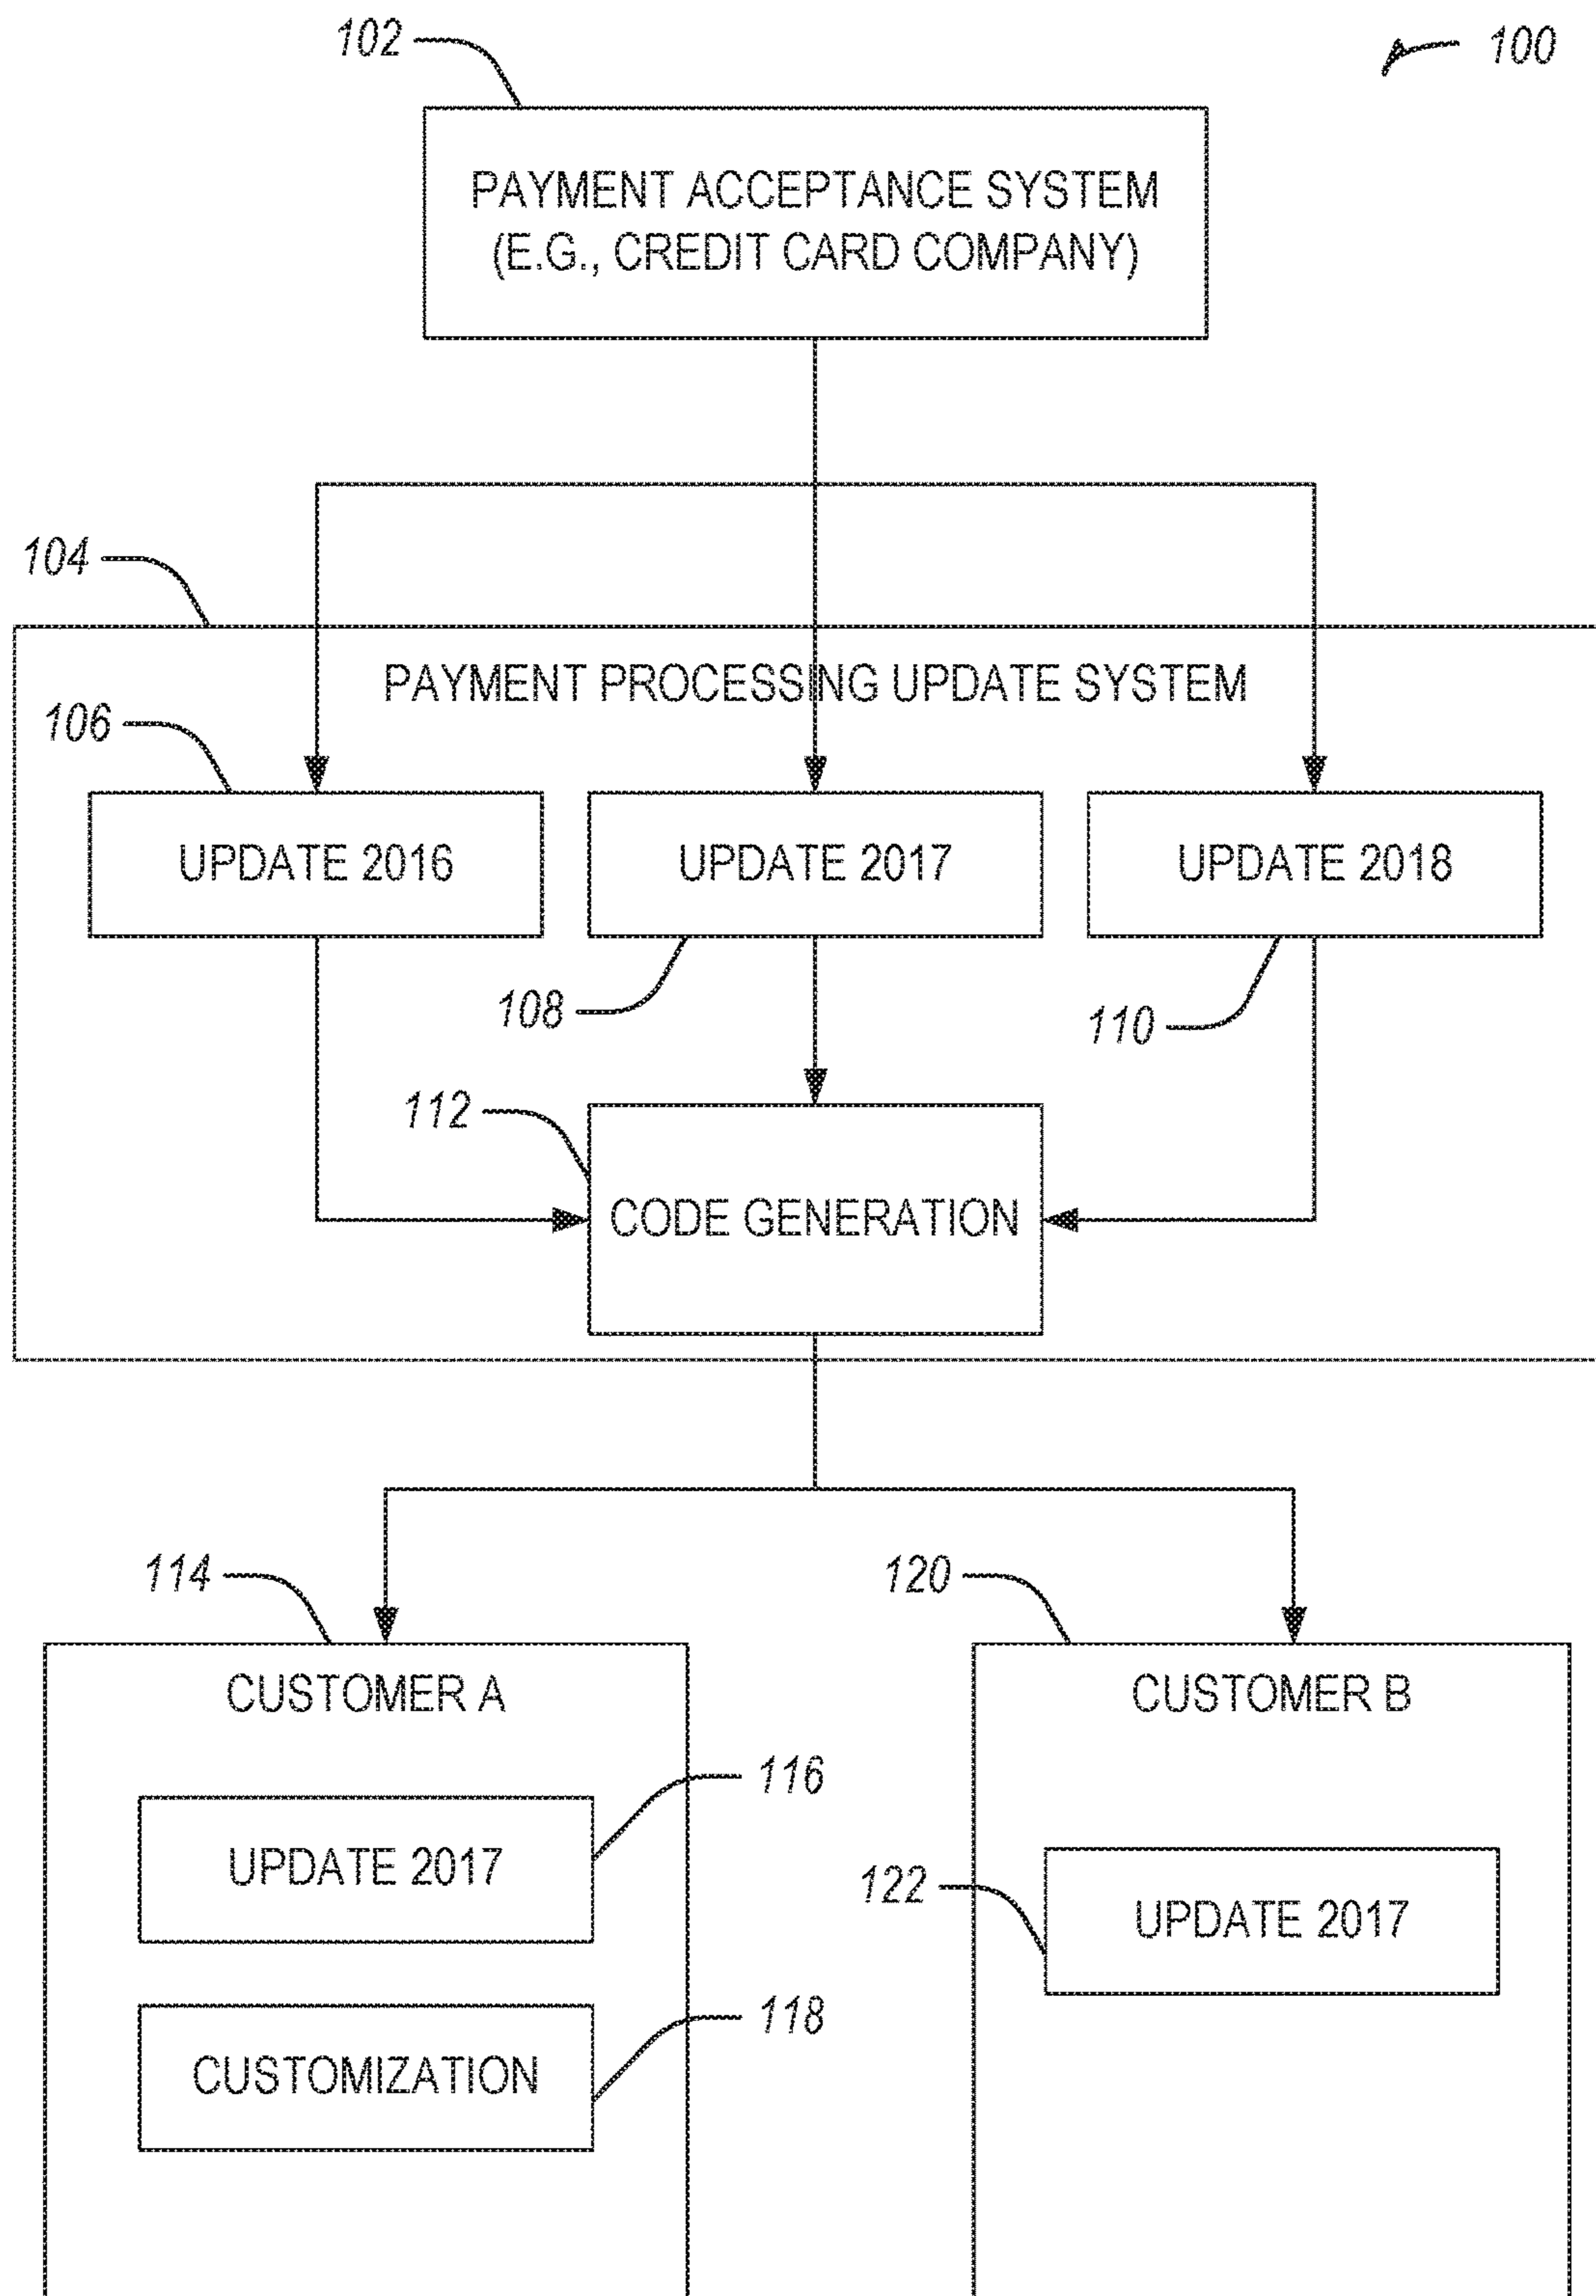 102
100
PAYMENT ACCEPTANCE SYSTEM
(E.G., CREDIT CARD COMPANY)
104
PAYMENT PROCESSING UPDATE SYSTEM
106
UPDATE 2016
UPDATE 2017
UPDATE 2018
108
110
112
CODE GENERATION
114
120
CUSTOMER A
CUSTOMER B
116
UPDATE 2017
122
UPDATE 2017
118
CUSTOMIZATION